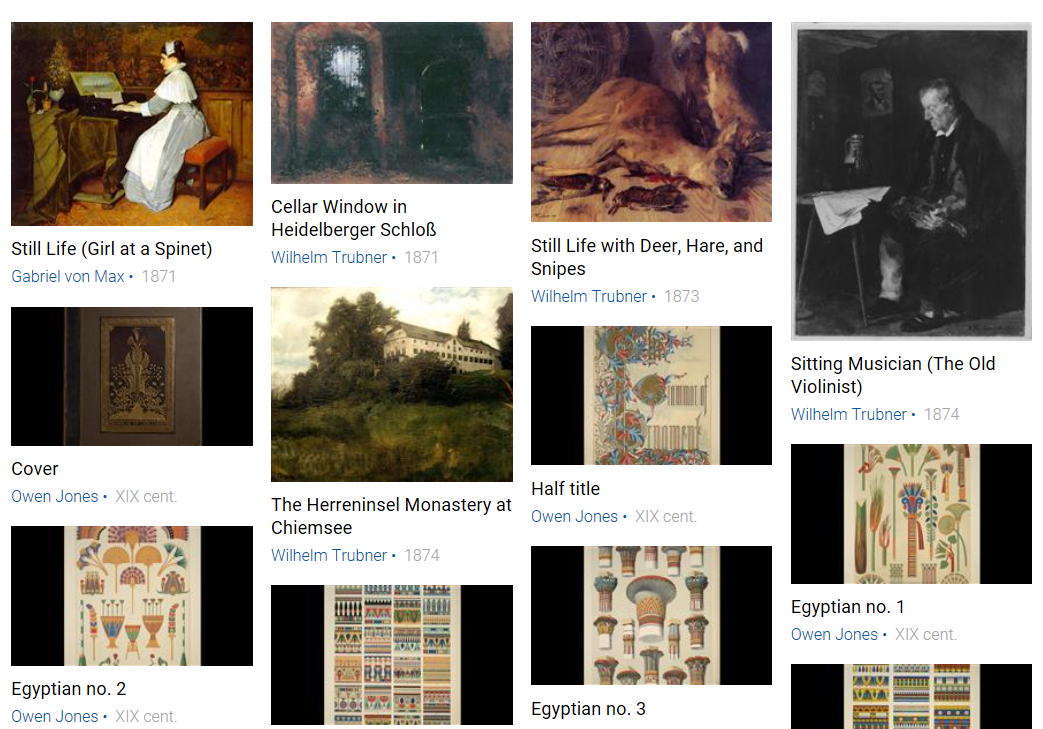 Still Life (Girl at a Spinet)
Gabriel von Max • 1871
Cover
Owen Jones • XIX cent.
Egyptian no. 2
Owen Jones • XIX cent.
Cellar Window in
Heidelberger Schloß
Wilhelm Trubner • 1871
The Herreninsel Monastery at
Chiemsee
Wilhelm Trubner • 1874
Still Life with Deer, Hare, and
Snipes
Wilhelm Trubner • 1873
Half title
Owen Jones • XIX cent.
Egyptian no. 3
Sitting Musician (The Old
Violinist)
Wilhelm Trubner • 1874
Egyptian no. 1
Owen Jones • XIX cent.